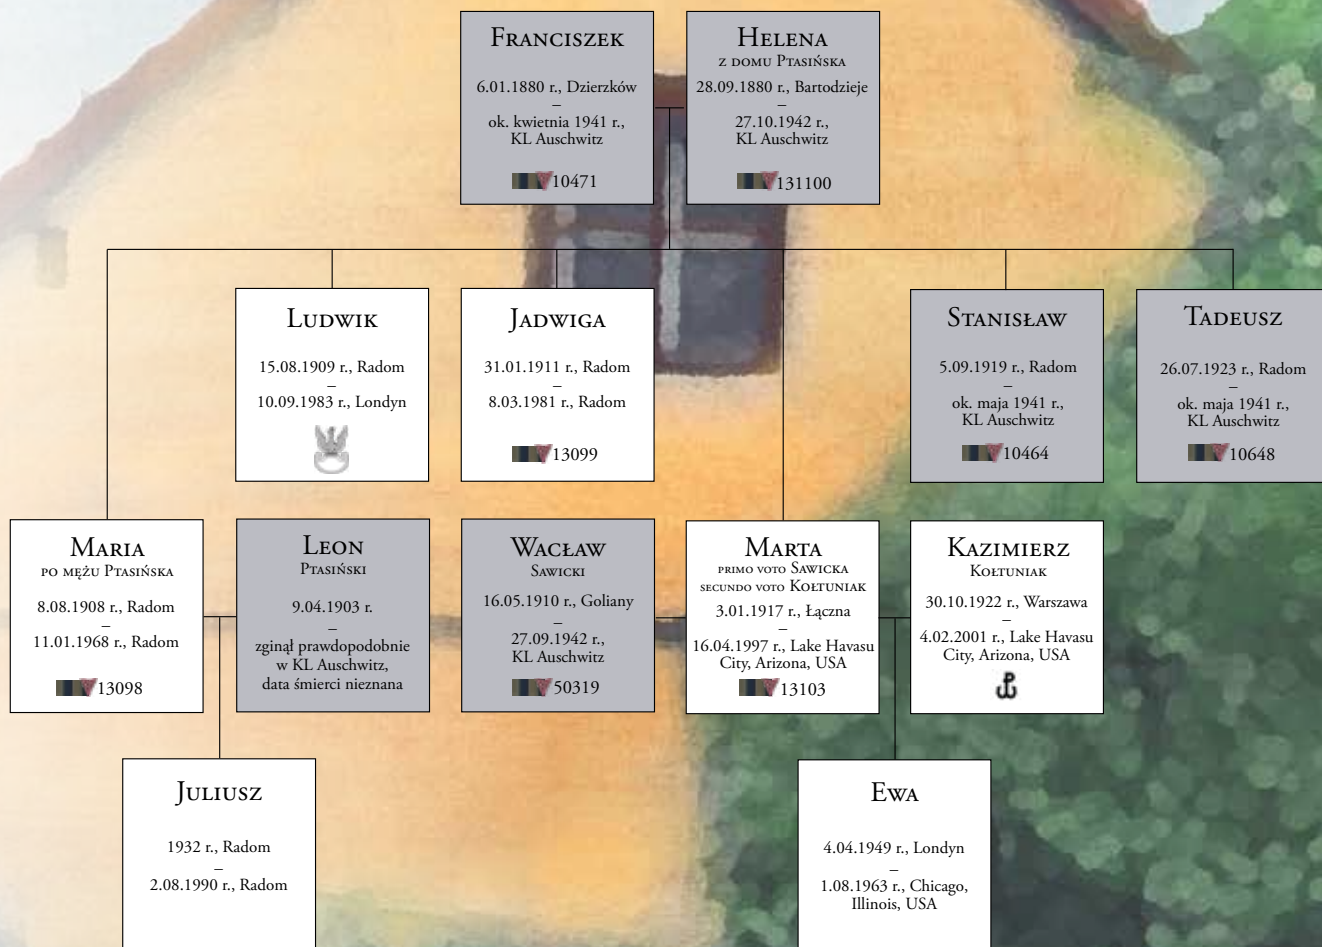 Franciszek
6.01.1880 r., Dzierzków
–
ok. kwietnia 1941 r.,
KL Auschwitz
10471
Helena
z domu Ptasińska
28.09.1880 r., Bartodzieje
–
27.10.1942 r.,
KL Auschwitz
131100
Ludwik
15.08.1909 r., Radom
–
10.09.1983 r., Londyn
Jadwiga
31.01.1911 r., Radom
–
8.03.1981 r., Radom
13099
Stanisław
5.09.1919 r., Radom
–
ok. maja 1941 r.,
KL Auschwitz
10464
Tadeusz
26.07.1923 r., Radom
–
ok. maja 1941 r.,
KL Auschwitz
10648
Maria
po mężu Ptasińska
8.08.1908 r., Radom
–
11.01.1968 r., Radom
13098
Leon
Ptasiński
9.04.1903 r.
–
zginął prawdopodobnie
w KL Auschwitz,
data śmierci nieznana
Wacław
Sawicki
16.05.1910 r., Goliany
–
27.09.1942 r.,
KL Auschwitz
50319
Marta
primo voto Sawicka
secundo voto Kołtuniak
3.01.1917 r., Łączna
–
16.04.1997 r., Lake Havasu
City, Arizona, USA
13103
Kazimierz
Kołtuniak
30.10.1922 r., Warszawa
–
4.02.2001 r., Lake Havasu
City, Arizona, USA
Juliusz
1932 r., Radom
–
2.08.1990 r., Radom
Ewa
4.04.1949 r., Londyn
–
1.08.1963 r., Chicago,
Illinois, USA